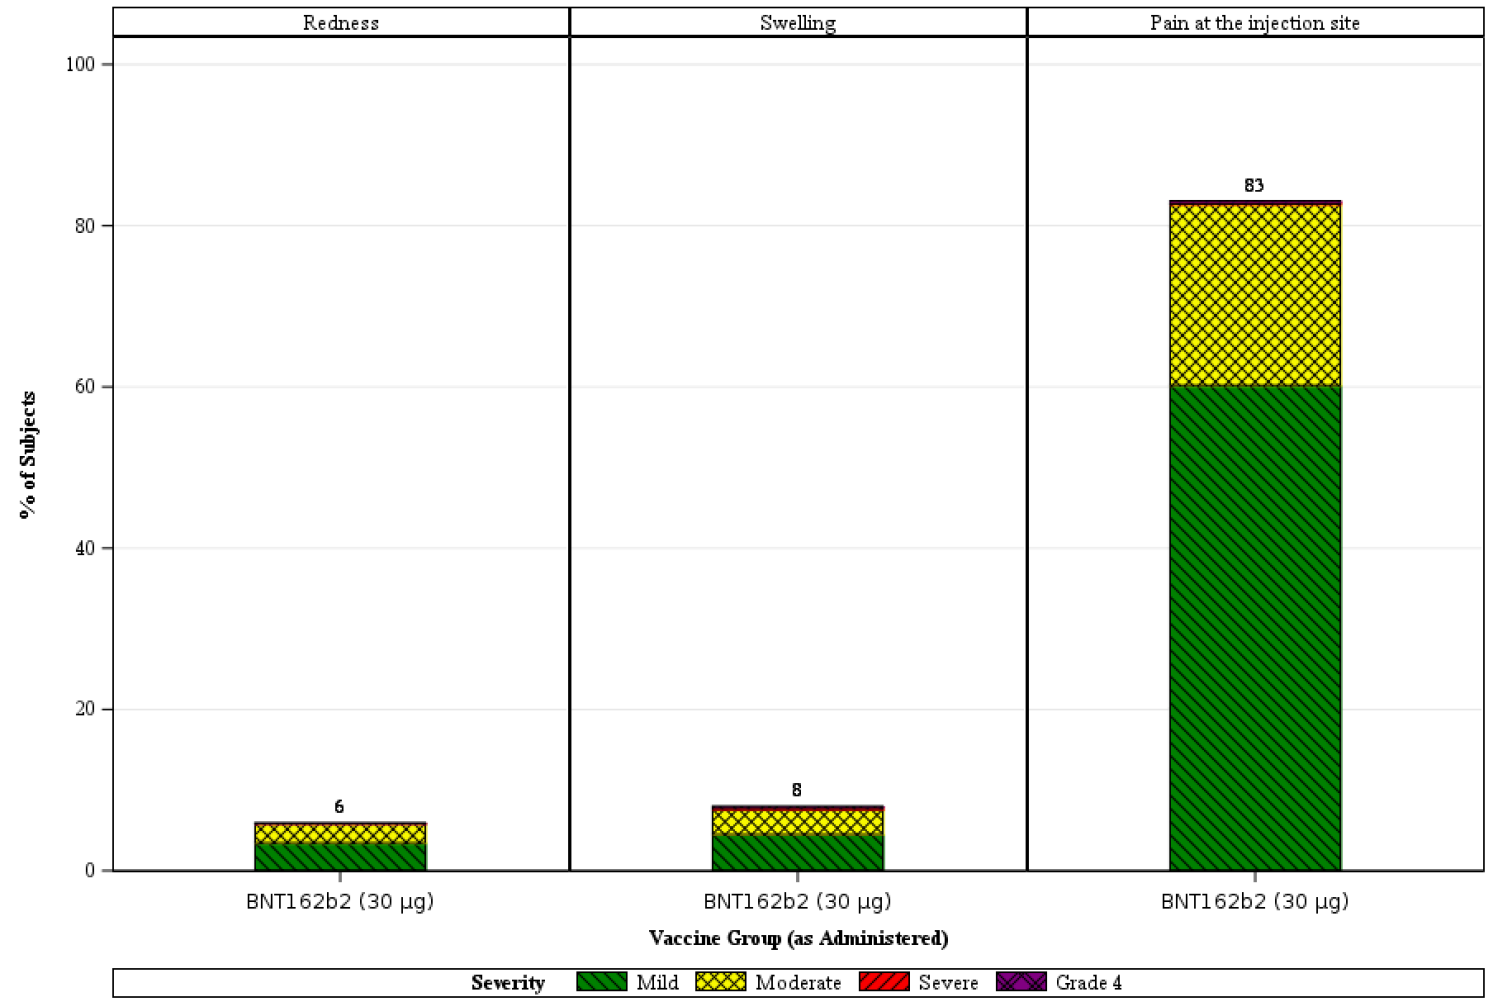 Redness Swelling Pain at the injection site
100
83
80
60
% of Subjects
40
20
8
6
0
BNT162b2 (30 µg) BNT162b2 (30 µg) BNT162b2 (30 µg)
Vaccine Group (as Administered)
Severity Mild Moderate Severe Grade 4